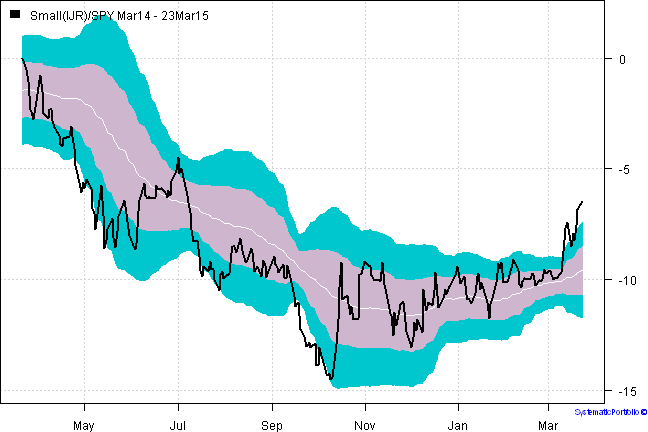 Small(IJR)/SPY Mar14 - 23Mar15
0
-5
-10
-15
May Jul Sep Nov Jan Mar
SystematicPortfolio ©